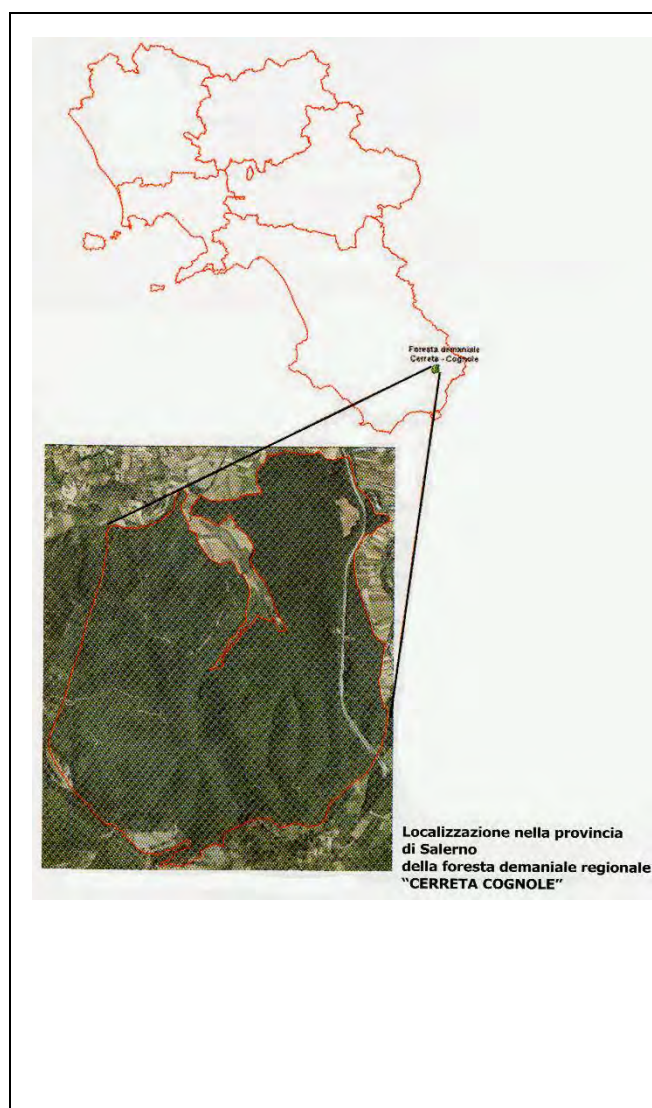 Foresta demaniale
Cerreta - Cognole
Localizzazione nella provincia
di Salerno
della foresta demaniale regionale
“CERRETA COGNOLE”